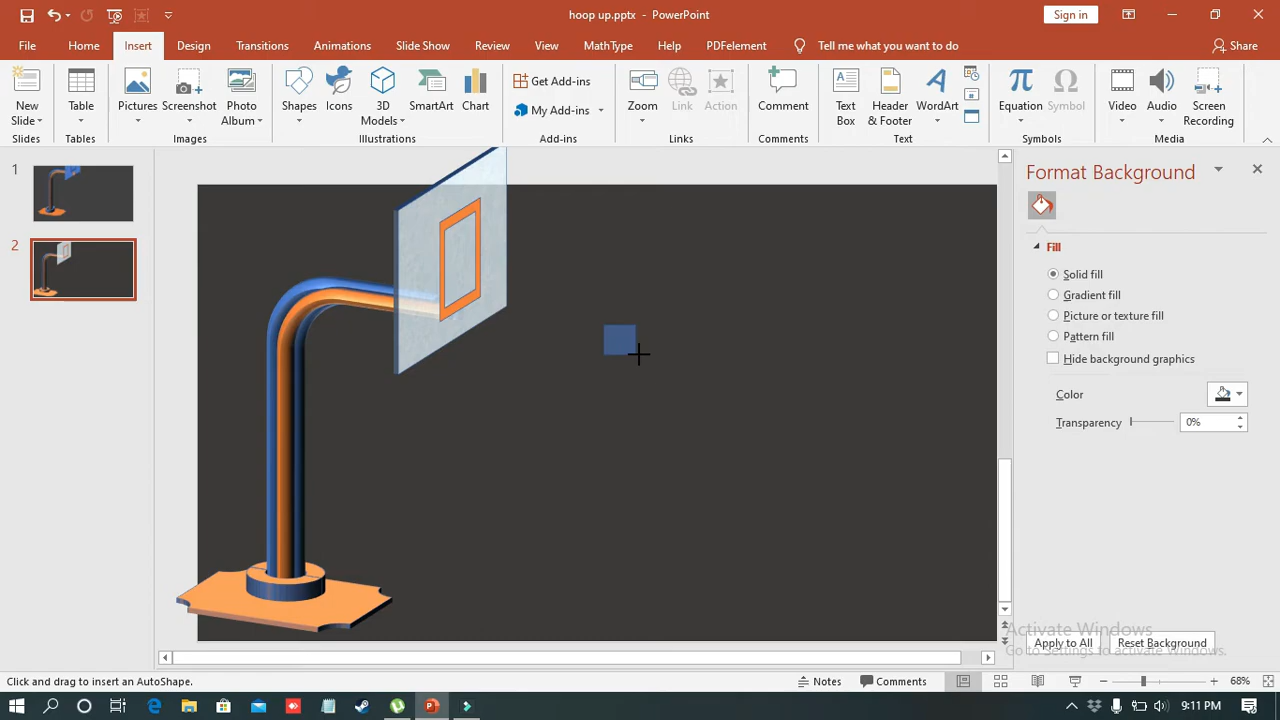 hoop up.pptx - PowerPoint
Sign in
File Home Insert Design Transitions Animations Slide Show Review View MathType Help PDFelement Tell me what you want to do Share
New Slide
Table
Pictures
Screenshot
Photo Album
Shapes
Icons
3D Models
SmartArt
Chart
Get Add-ins
My Add-ins
Zoom
Link
Action
Comment
Text Box
Header & Footer
WordArt
Equation
Symbol
Video
Audio
Screen Recording
Slides Tables Images Illustrations Add-ins Links Comments Text Symbols Media
1
2
Format Background
Fill
Solid fill
Gradient fill
Picture or texture fill
Pattern fill
Hide background graphics
Color
Transparency 0%
Activate Windows
Go to Settings to activate Windows.
Apply to All Reset Background
Click and drag to insert an AutoShape. Notes Comments 68%
9:11 PM